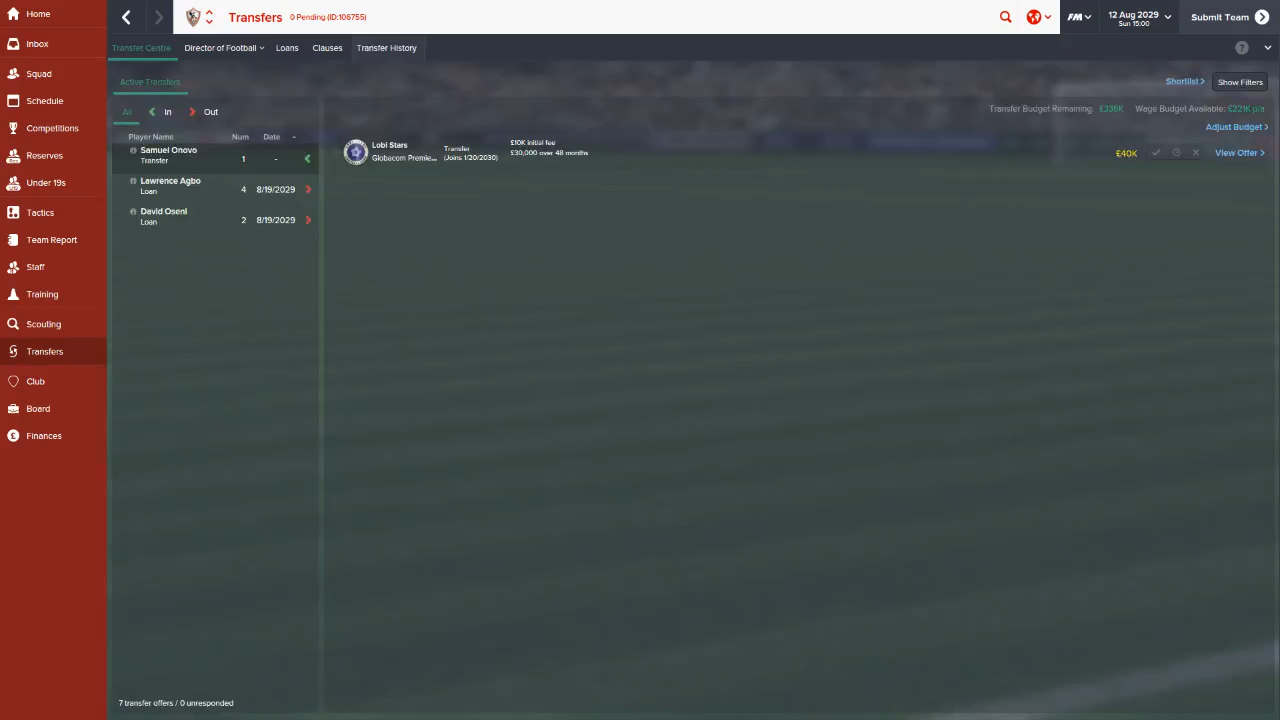 Home
Inbox
Squad
Schedule
Competitions
Reserves
Under 19s
Tactics
Team Report
Staff
Training
Scouting
Transfers
Club
Board
Finances
Transfers 0 Pending (ID:106755)
FM 12 Aug 2029
Sun 15:00
Submit Team
Transfer Centre Director of Football Loans Clauses Transfer History
?
Active Transfers
Shortlist > Show Filters
All In Out
Transfer Budget Remaining: £336K Wage Budget Available: £221K p/a
Adjust Budget >
Player Name Num Date
Samuel Onovo
Transfer
1 -
Lawrence Agbo
Loan
4 8/19/2029
David Oseni
Loan
2 8/19/2029
Lobi Stars
Globacom Premie...
Transfer
(Joins 1/20/2030)
£10K initial fee
£30,000 over 48 months
£40K View Offer >
7 transfer offers / 0 unresponded